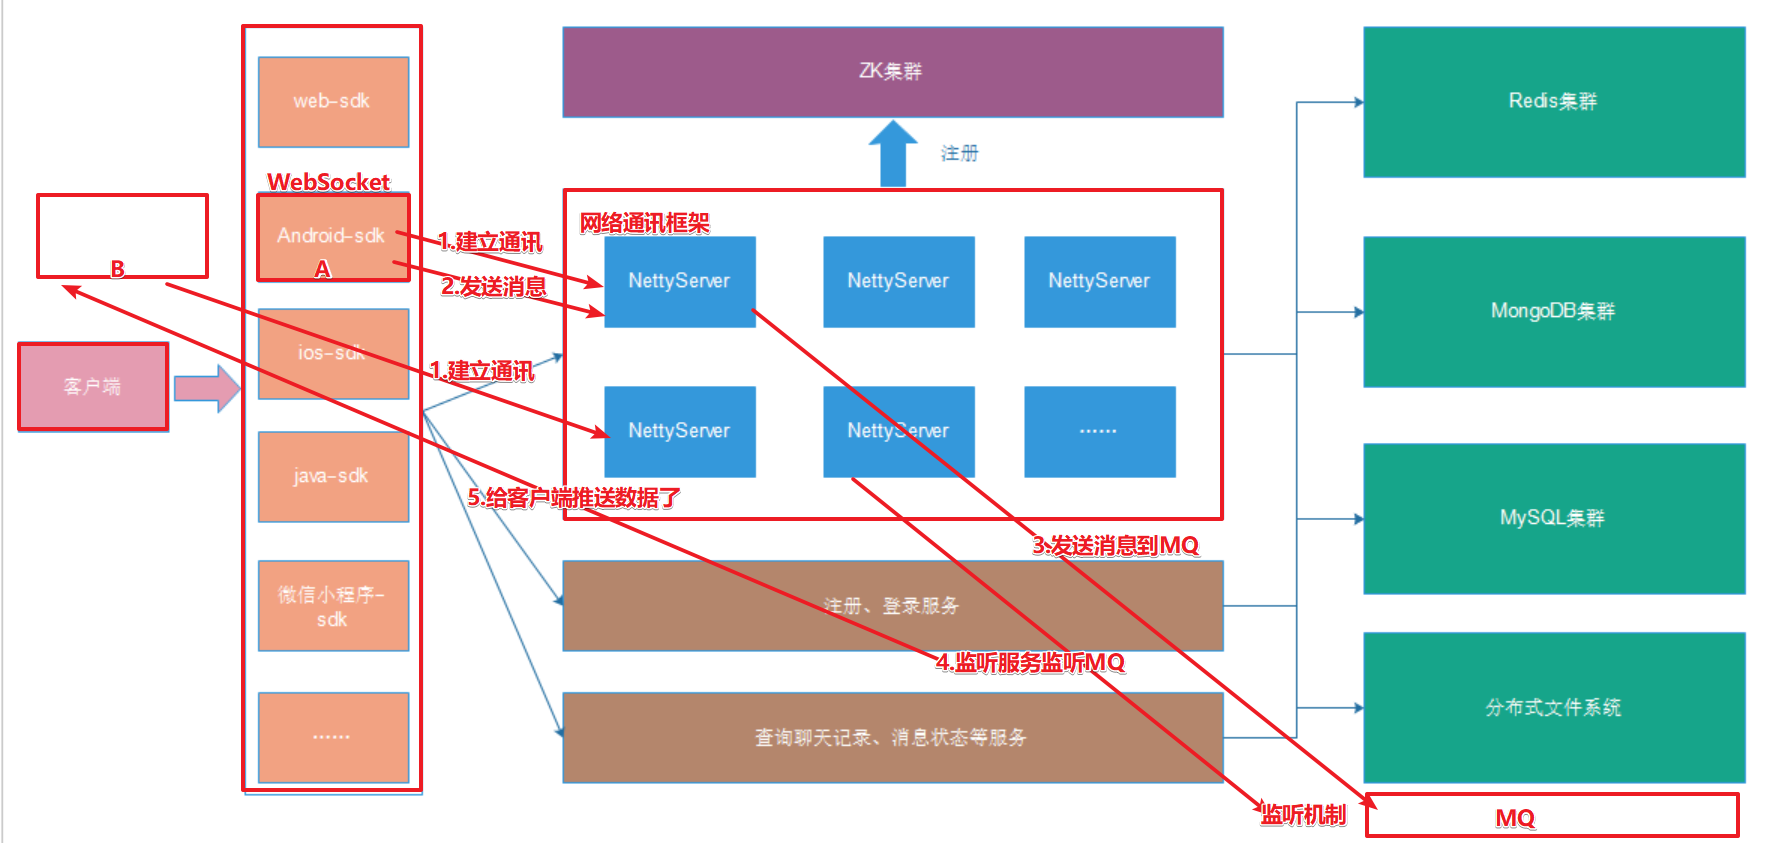 ZK集群
注册
web-sdk
WebSocket
Android-sdk
A
B
ios-sdk
客户端
java-sdk
微信小程序-
sdk
......
1.建立通讯
2.发送消息
1.建立通讯
5.给客户端推送数据了
网络通讯框架
NettyServer
NettyServer
NettyServer
NettyServer
NettyServer
......
3.发送消息到MQ
注册、登录服务
4.监听服务监听MQ
查询聊天记录、消息状态等服务
监听机制
Redis集群
MongoDB集群
MySQL集群
分布式文件系统
MQ